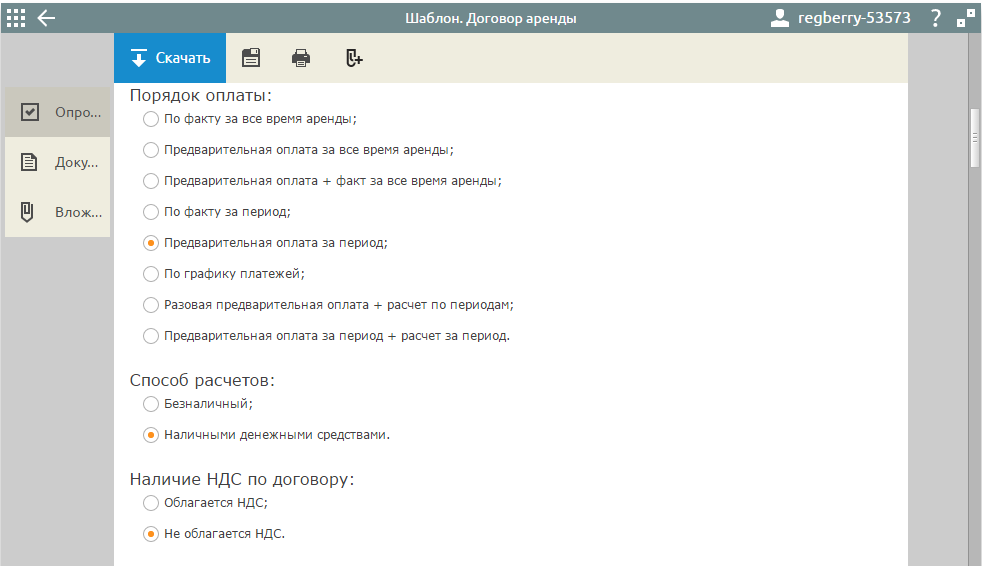 Шаблон. Договор аренды
regberry-53573
?
Скачать
Опро...
Доку...
Влож...
Порядок оплаты:
По факту за все время аренды;
Предварительная оплата за все время аренды;
Предварительная оплата + факт за все время аренды;
По факту за период;
Предварительная оплата за период;
По графику платежей;
Разовая предварительная оплата + расчет по периодам;
Предварительная оплата за период + расчет за период.
Способ расчетов:
Безналичный;
Наличными денежными средствами.
Наличие НДС по договору:
Облагается НДС;
Не облагается НДС.